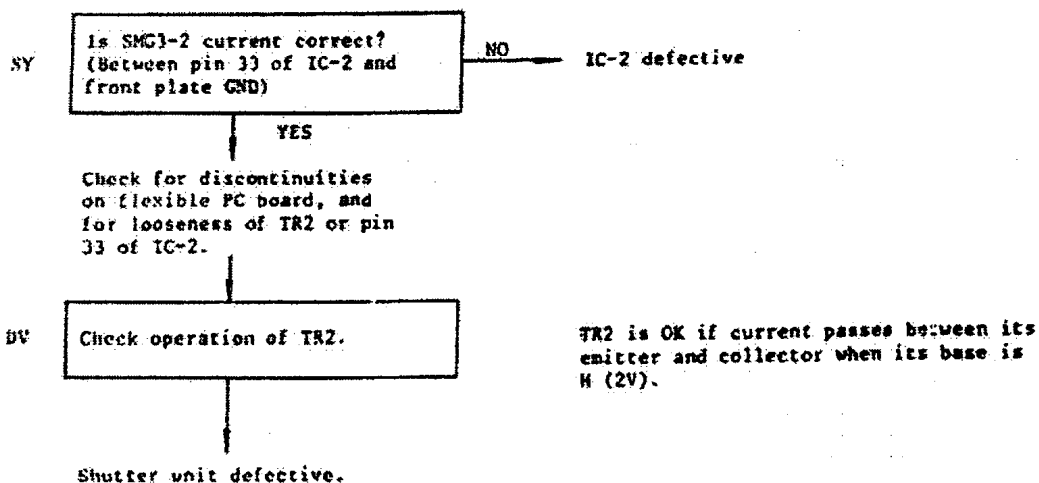 Is SMG3-2 current correct?
(Between pin 33 of IC-2 and
front plate GND)
SY
NO
IC-2 defective
YES
Check for discontinuities
on flexible PC board, and
for looseness of TR2 or pin
33 of IC-2.
DV
Check operation of TR2.
TR2 is OK if current passes between its
emitter and collector when its base is
H (2V).
Shutter unit defective.